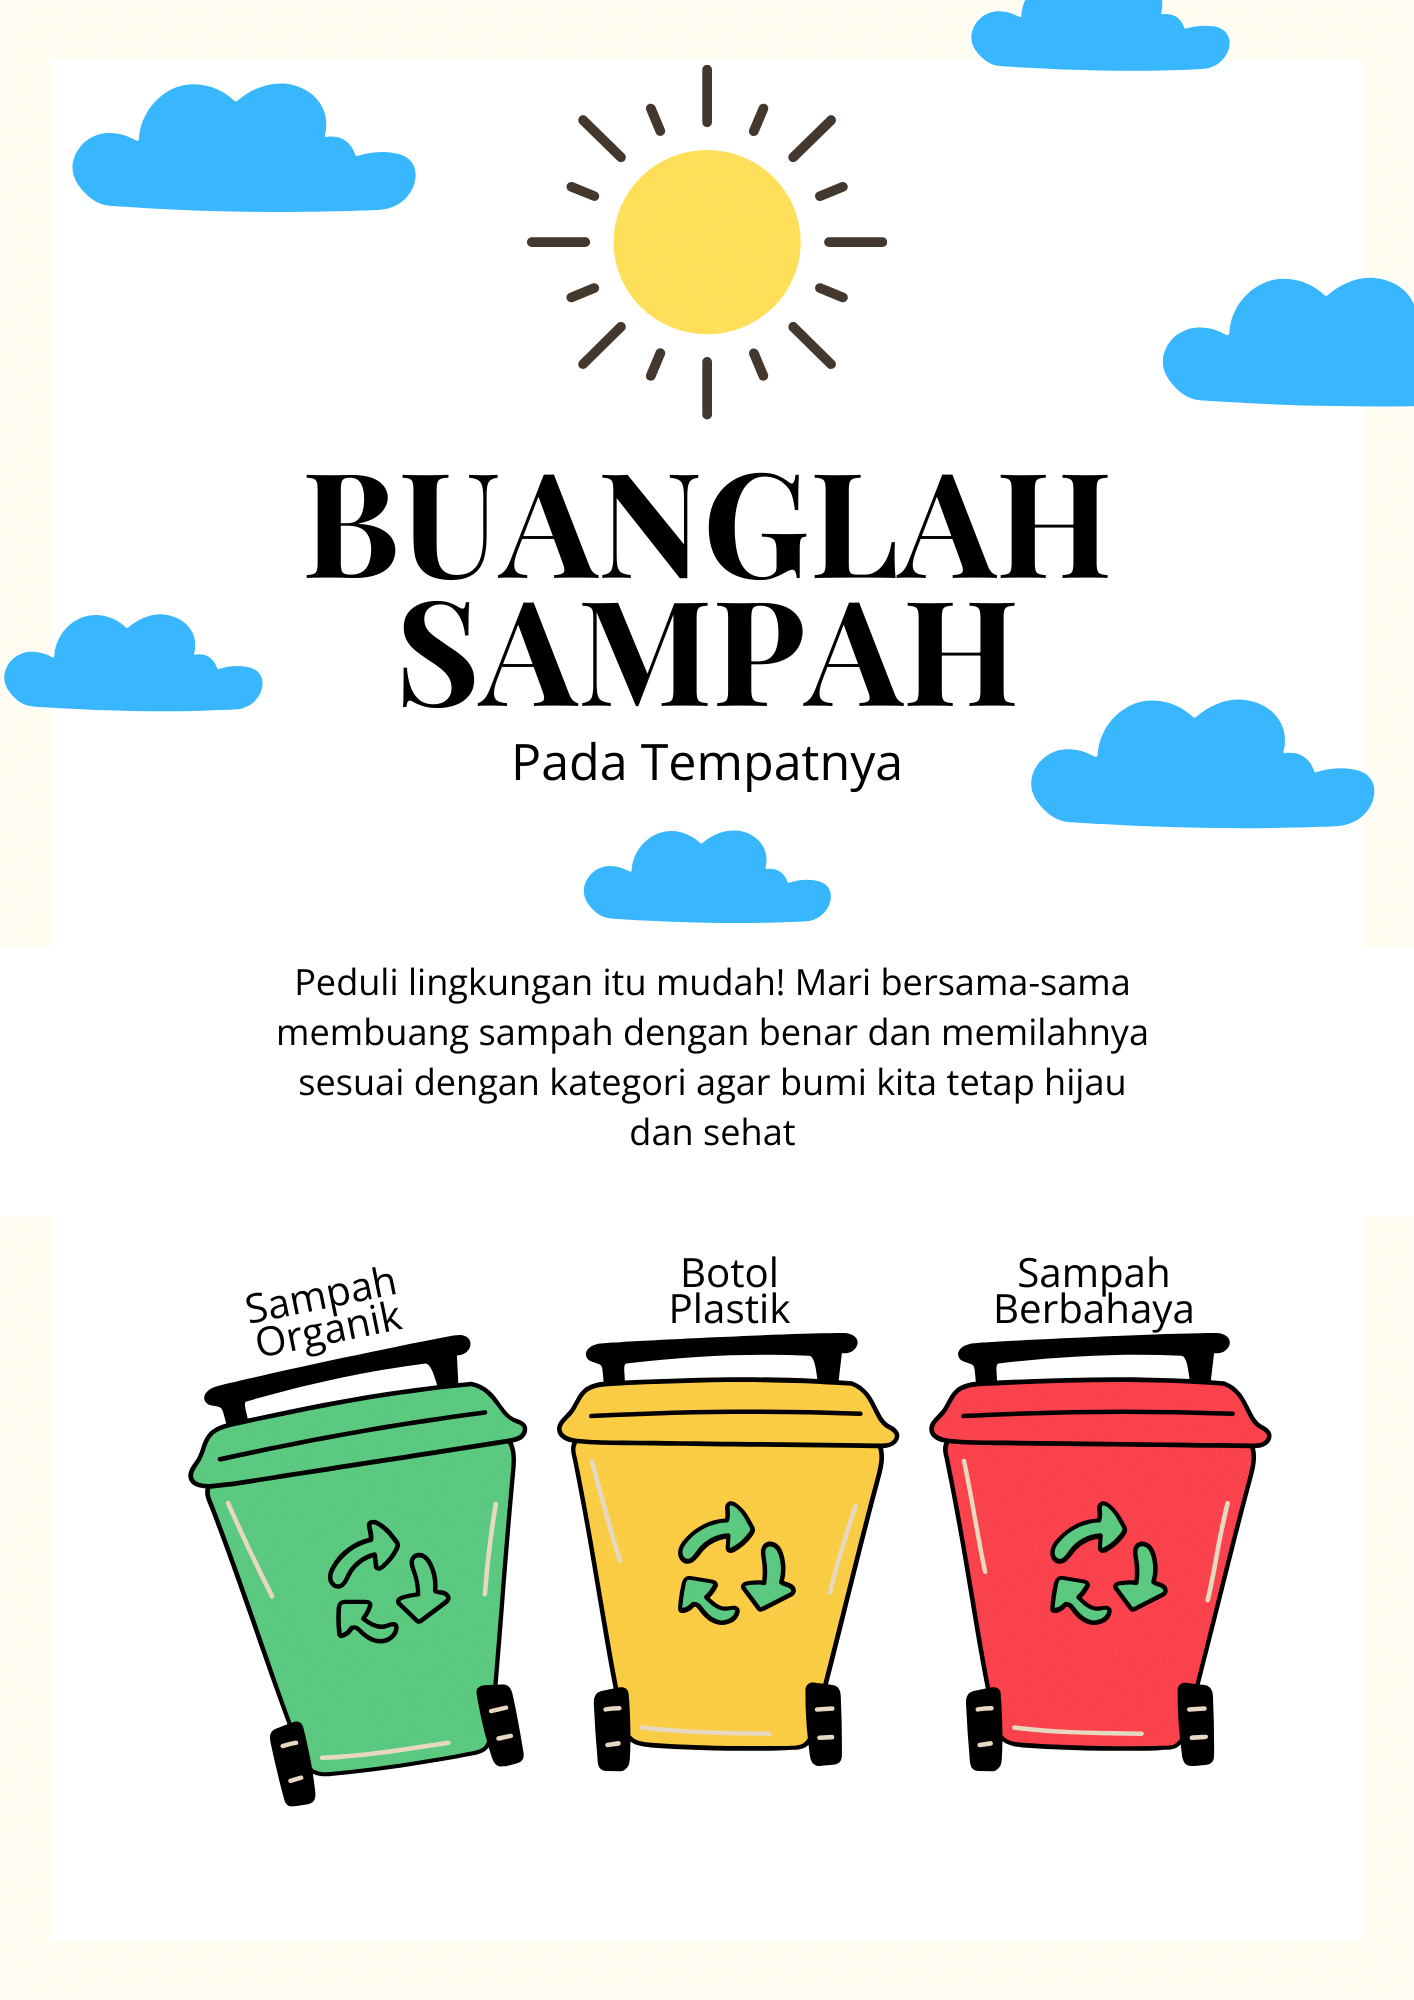 BUANGLAH
SAMPAH
Pada Tempatnya
Peduli lingkungan itu mudah! Mari bersama-sama
membuang sampah dengan benar dan memilahnya
sesuai dengan kategori agar bumi kita tetap hijau
dan sehat
Sampah
Organik
Botol
Plastik
Sampah
Berbahaya